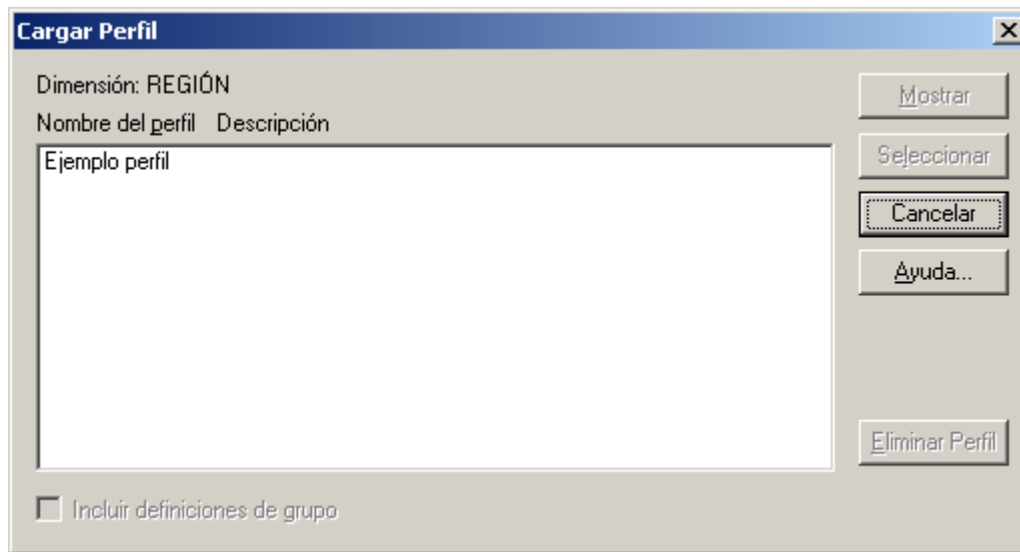 Cargar Perfil
Dimensión: REGIÓN
Nombre del perfil Descripción
Ejemplo perfil
Mostrar
Seleccionar
Cancelar
Ayuda...
Eliminar Perfil
Incluir definiciones de grupo